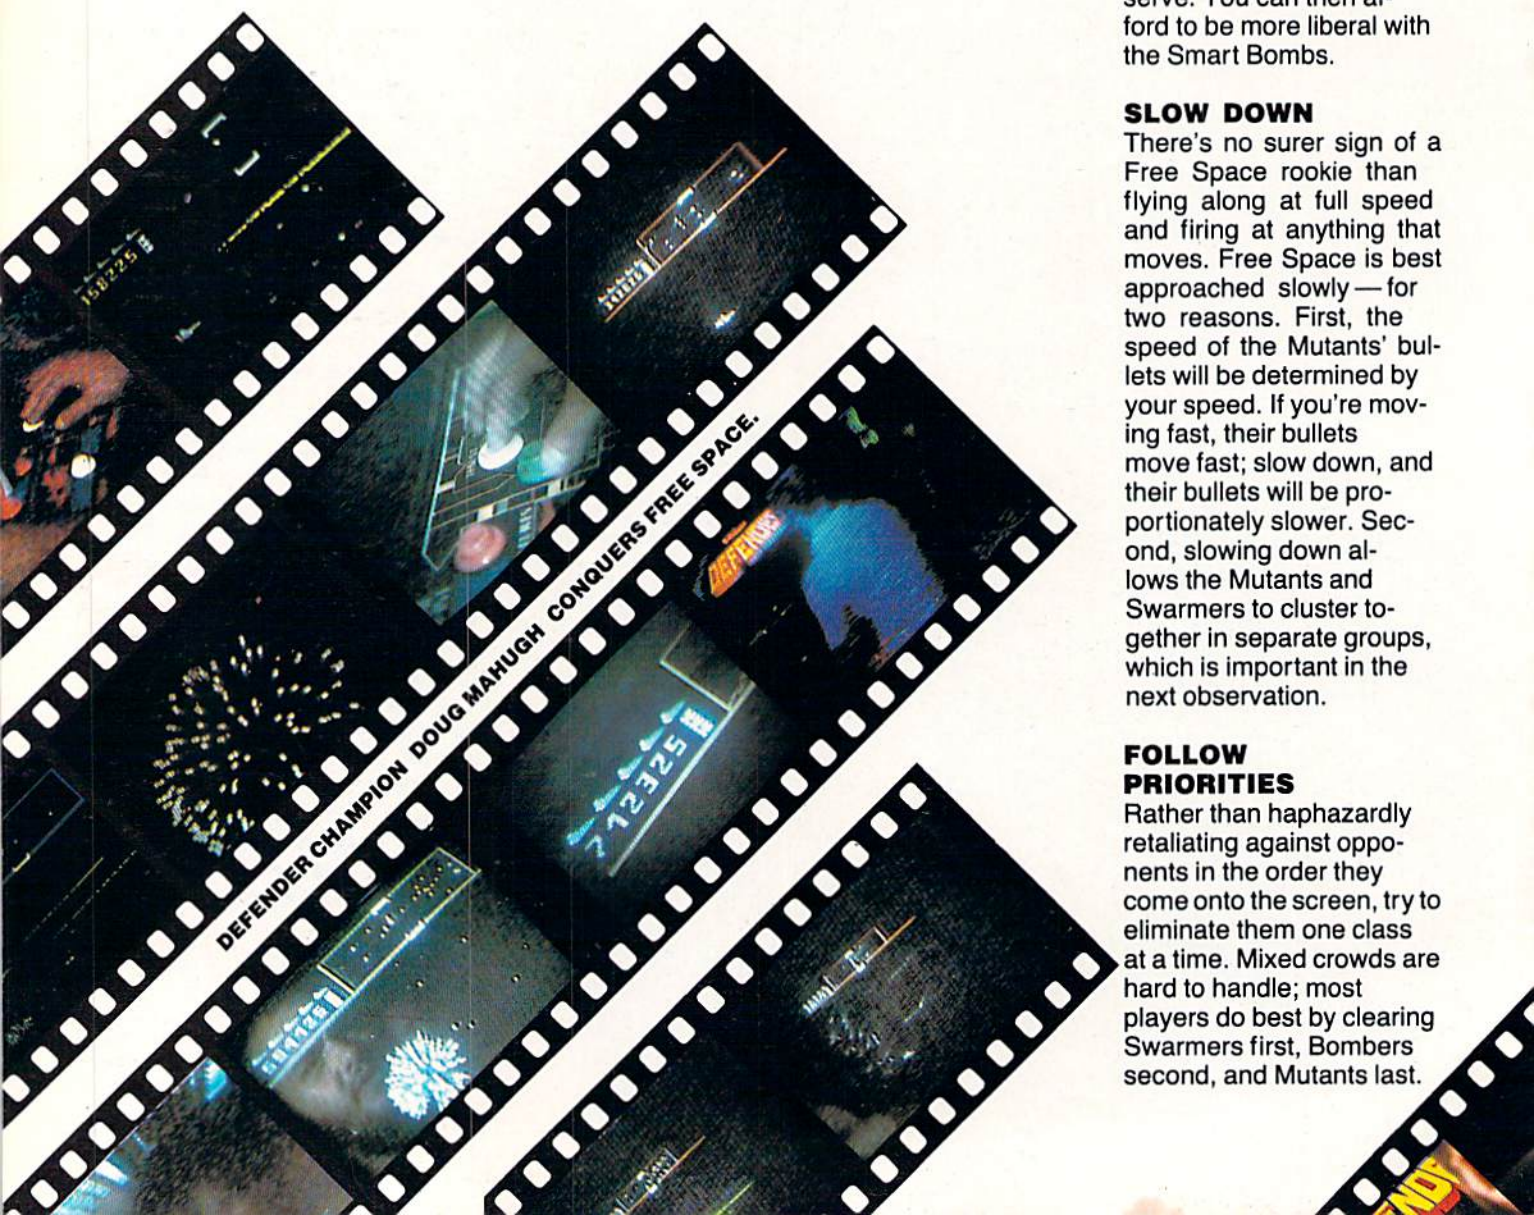 ford to be more liberal with
the Smart Bombs.
SLOW DOWN
There's no surer sign of a
Free Space rookie than
flying along at full speed
and firing at anything that
moves. Free Space is best
approached slowly — for
two reasons. First, the
speed of the Mutants' bul-
lets will be determined by
your speed. If you're mov-
ing fast, their bullets
move fast; slow down, and
their bullets will be pro-
portionately slower. Sec-
ond, slowing down al-
lows the Mutants and
Swarmers to cluster to-
gether in separate groups,
which is important in the
next observation.
FOLLOW
PRIORITIES
Rather than haphazardly
retaliating against oppo-
nents in the order they
come onto the screen, try to
eliminate them one class
at a time. Mixed crowds are
hard to handle; most
players do best by clearing
Swarmers first, Bombers
second, and Mutants last.
DEFENDER CHAMPION DOUG MAHUGH CONQUERS FREE SPACE.
158225
DEFENDER
712325